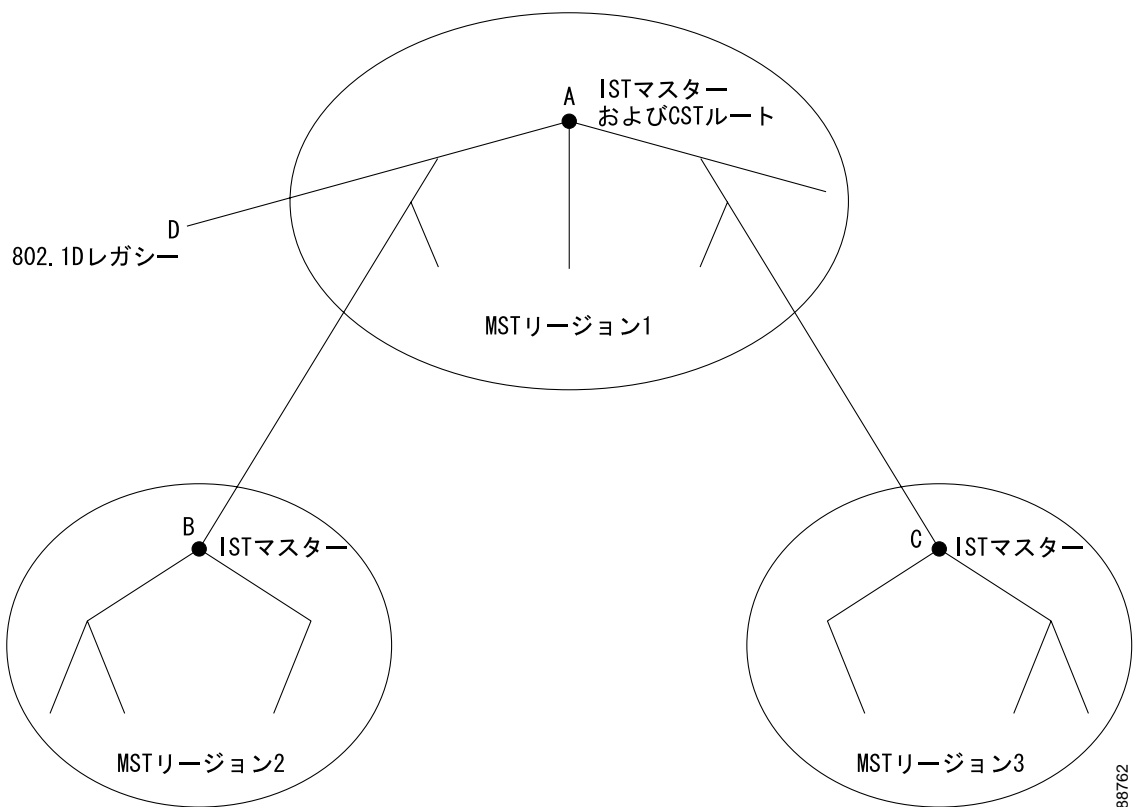 A
ISTマスター
およびCSTルート
D
802.1Dレガシー
MSTリージョン1
B
ISTマスター
C
ISTマスター
MSTリージョン2
MSTリージョン3
88762